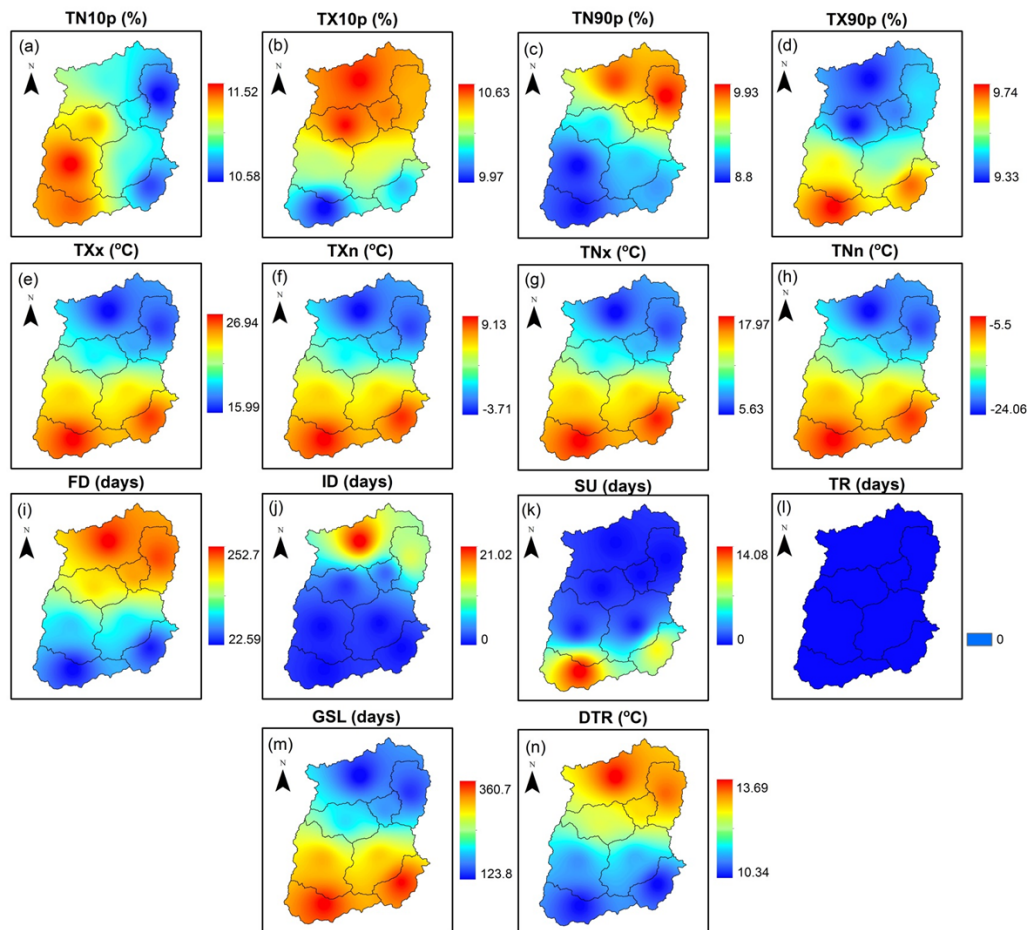 TN10p (%) TX10p (%) TN90p (%) TX90p (%)
(a) (b) (c) (d)
N N N N
11.52 10.63 9.93 9.74
10.58 9.97 8.8 9.33
TXx (ºC) TXn (ºC) TNx (ºC) TNn (ºC)
(e) (f) (g) (h)
N N N N
26.94 9.13 17.97 -5.5
15.99 -3.71 5.63 -24.06
FD (days) ID (days) SU (days) TR (days)
(i) (j) (k) (l)
N N N N
252.7 21.02 14.08
22.59 0 0 0
GSL (days) DTR (ºC)
(m) (n)
N N
360.7 13.69
123.8 10.34